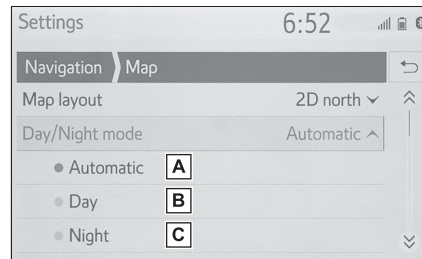 Settings 6:52
Navigation Map
Map layout 2D north
Day/Night mode Automatic
Automatic A
Day B
Night C